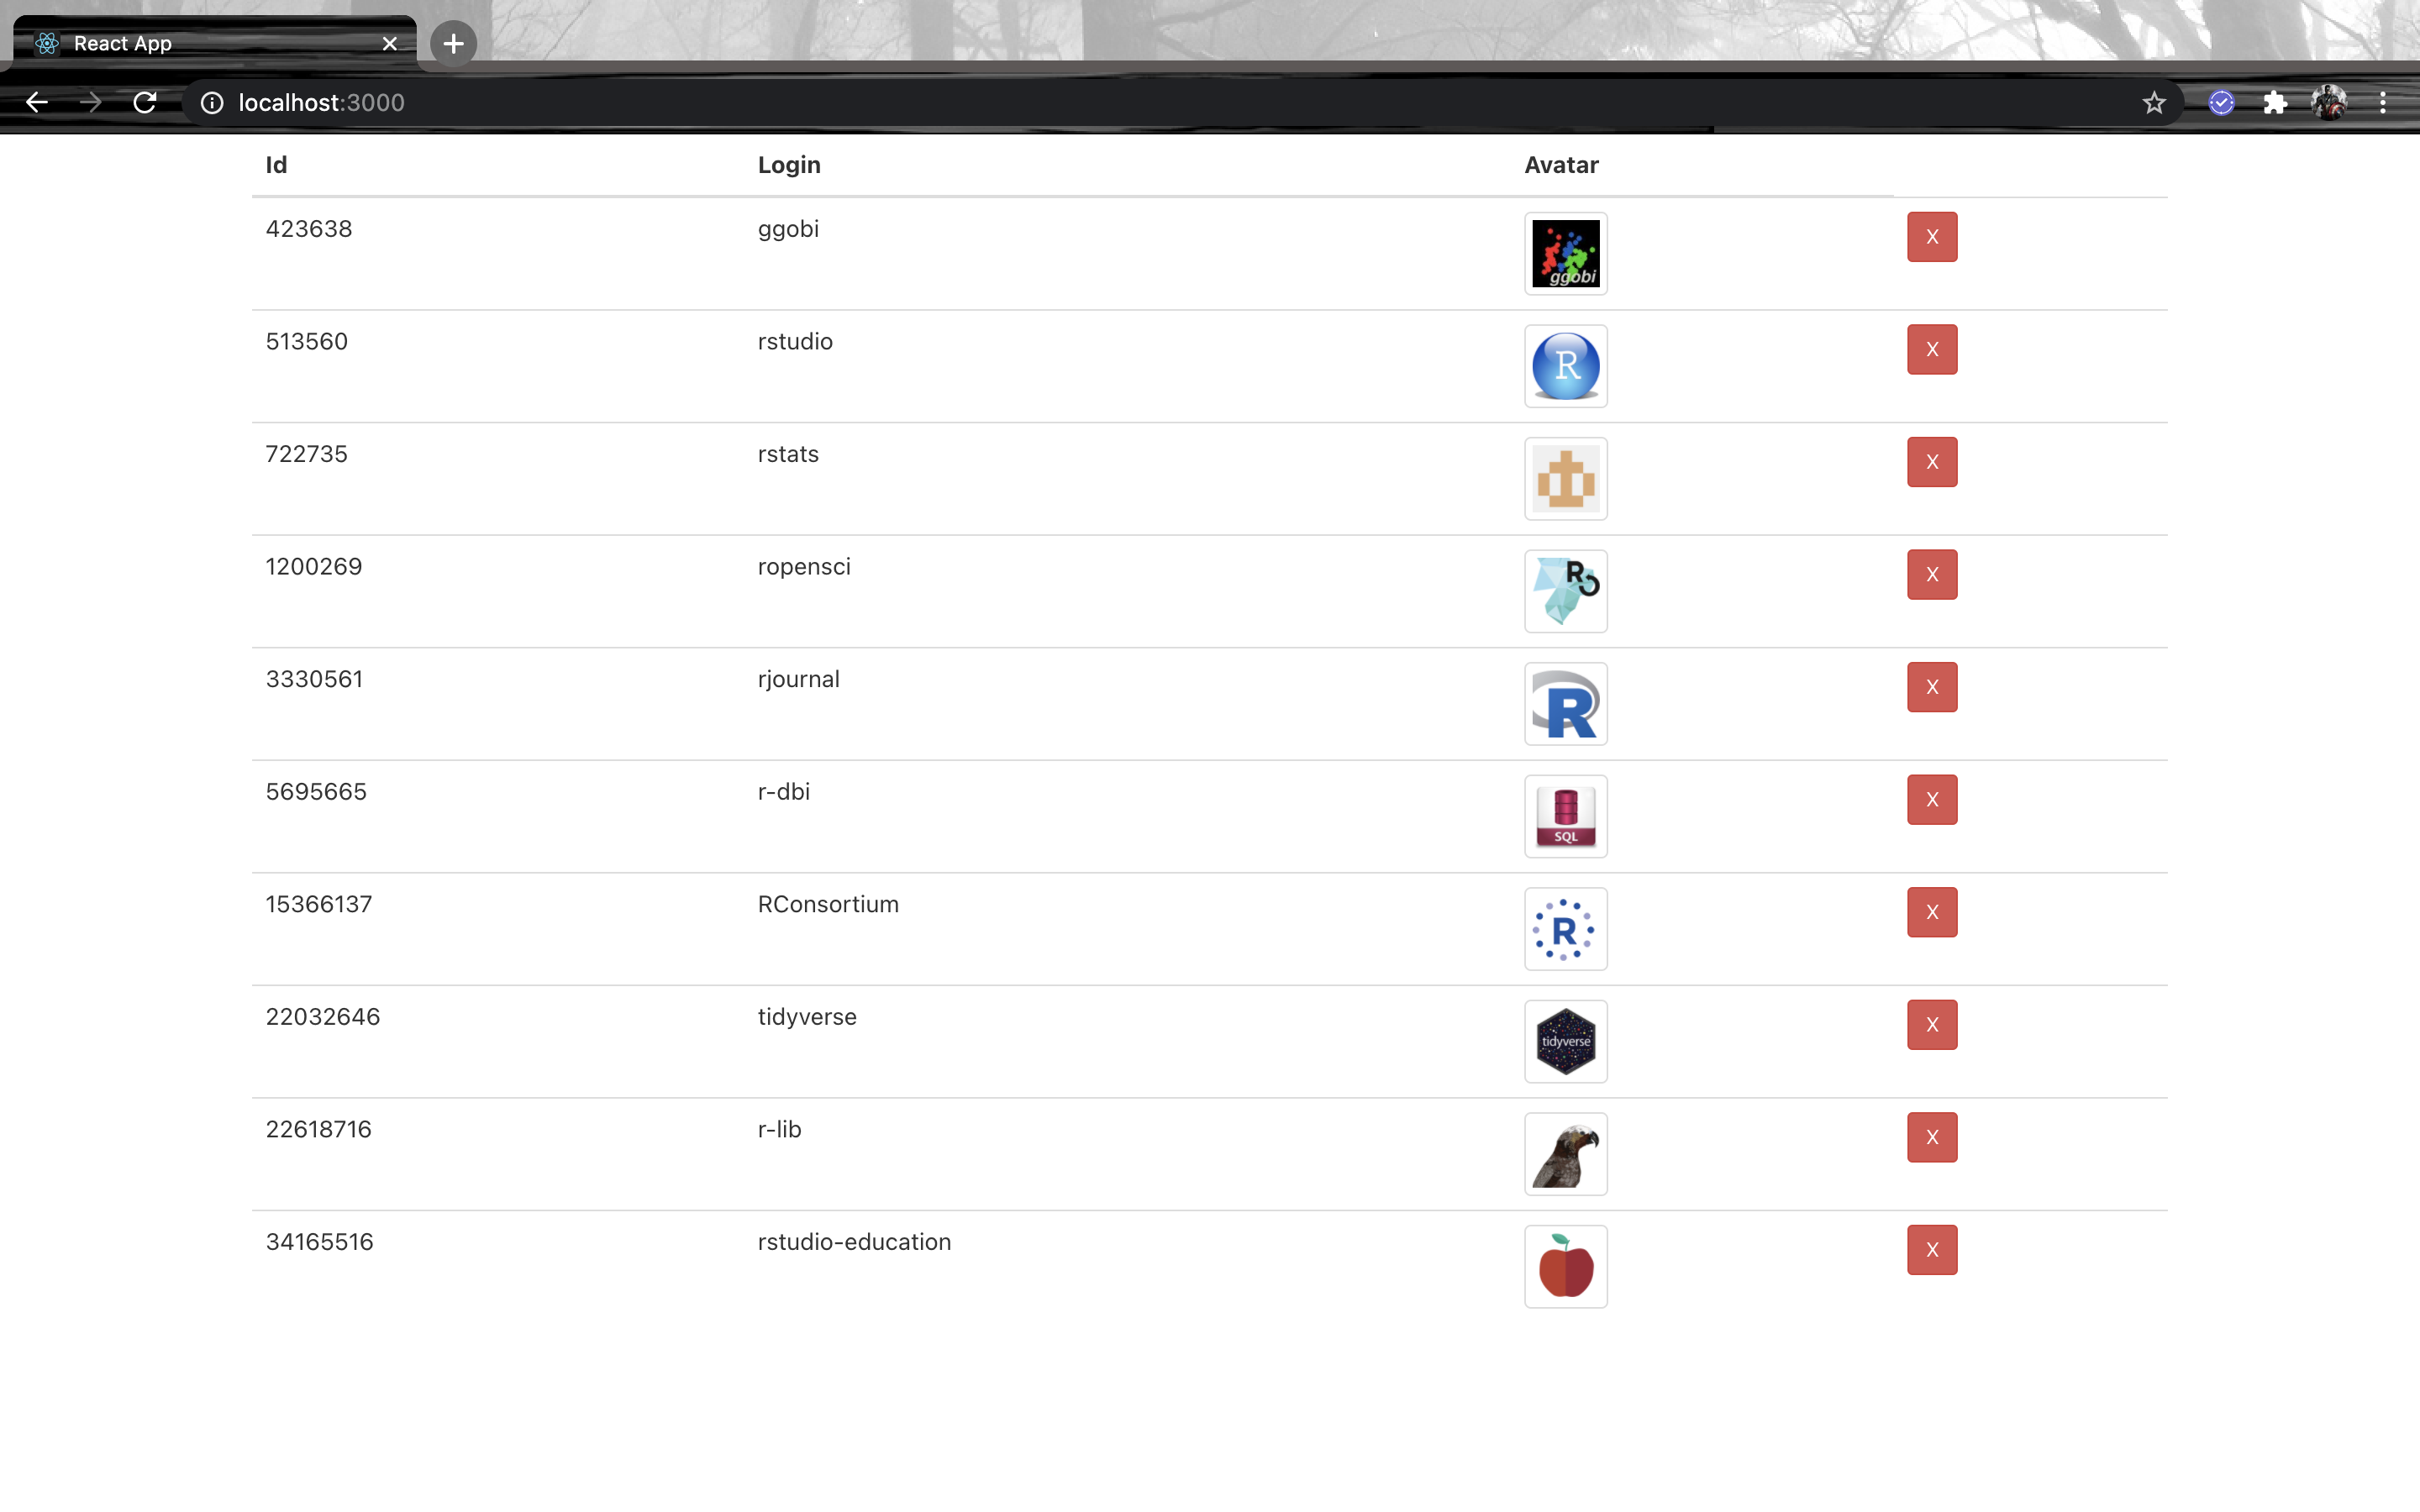 React App
localhost:3000
Id Login Avatar
423638 ggobi ggobi X
513560 rstudio R X
722735 rstats X
1200269 ropensci R X
3330561 rjournal R X
5695665 r-dbi SQL X
15366137 RConsortium R X
22032646 tidyverse tidyverse X
22618716 r-lib X
34165516 rstudio-education X